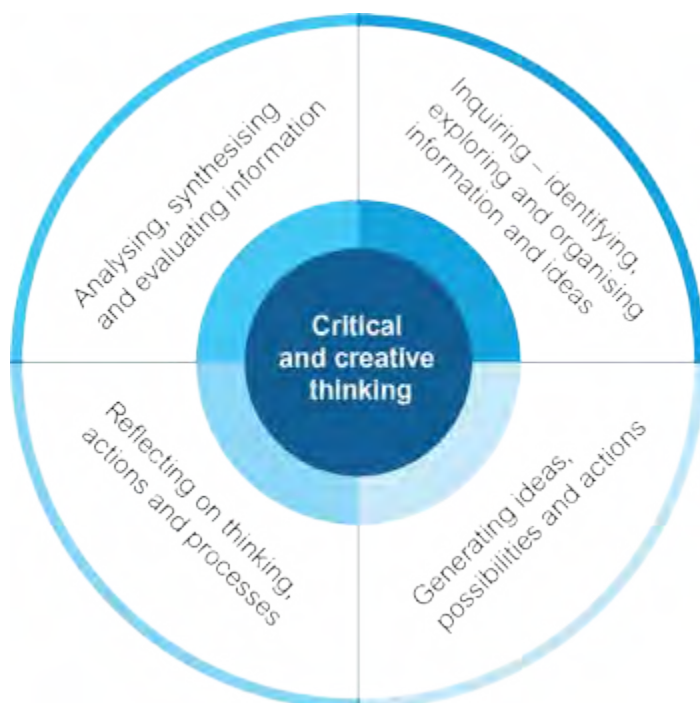 Analysing, synthesising
and evaluating information
Inquiring – identifying,
exploring and organising
information and ideas
Critical
and creative
thinking
Reflecting on thinking,
actions and processes
Generating ideas,
possibilities and actions